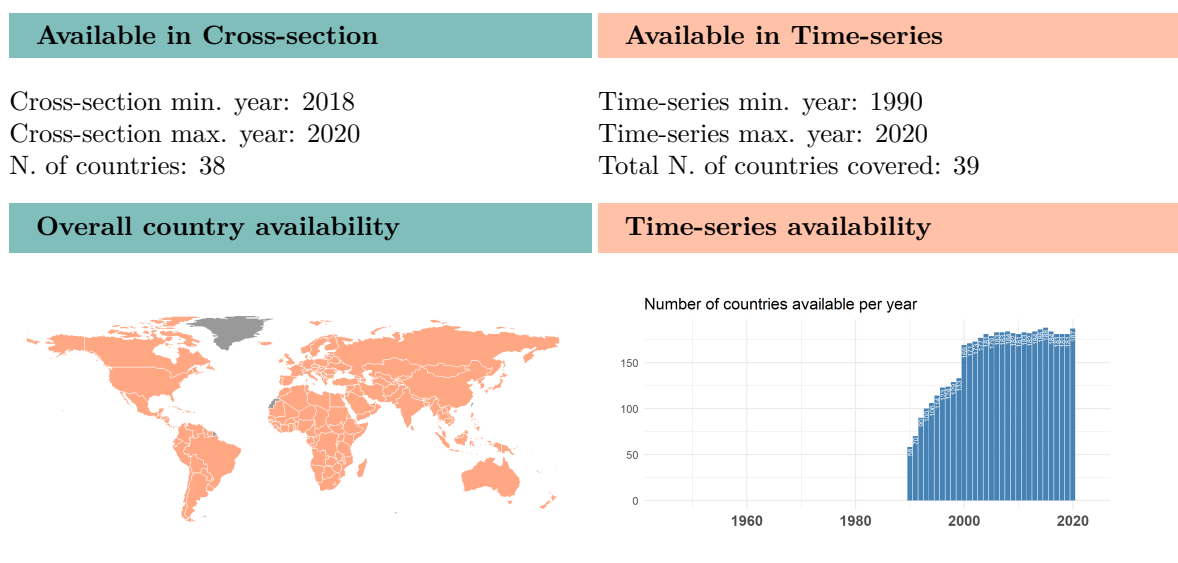 Available in Cross-section
Available in Time-series
Cross-section min. year: 2018
Cross-section max. year: 2020
N. of countries: 38
Time-series min. year: 1990
Time-series max. year: 2020
Total N. of countries covered: 39
Overall country availability
Time-series availability
Number of countries available per year
150
100
50
0
1960
1980
2000
2020